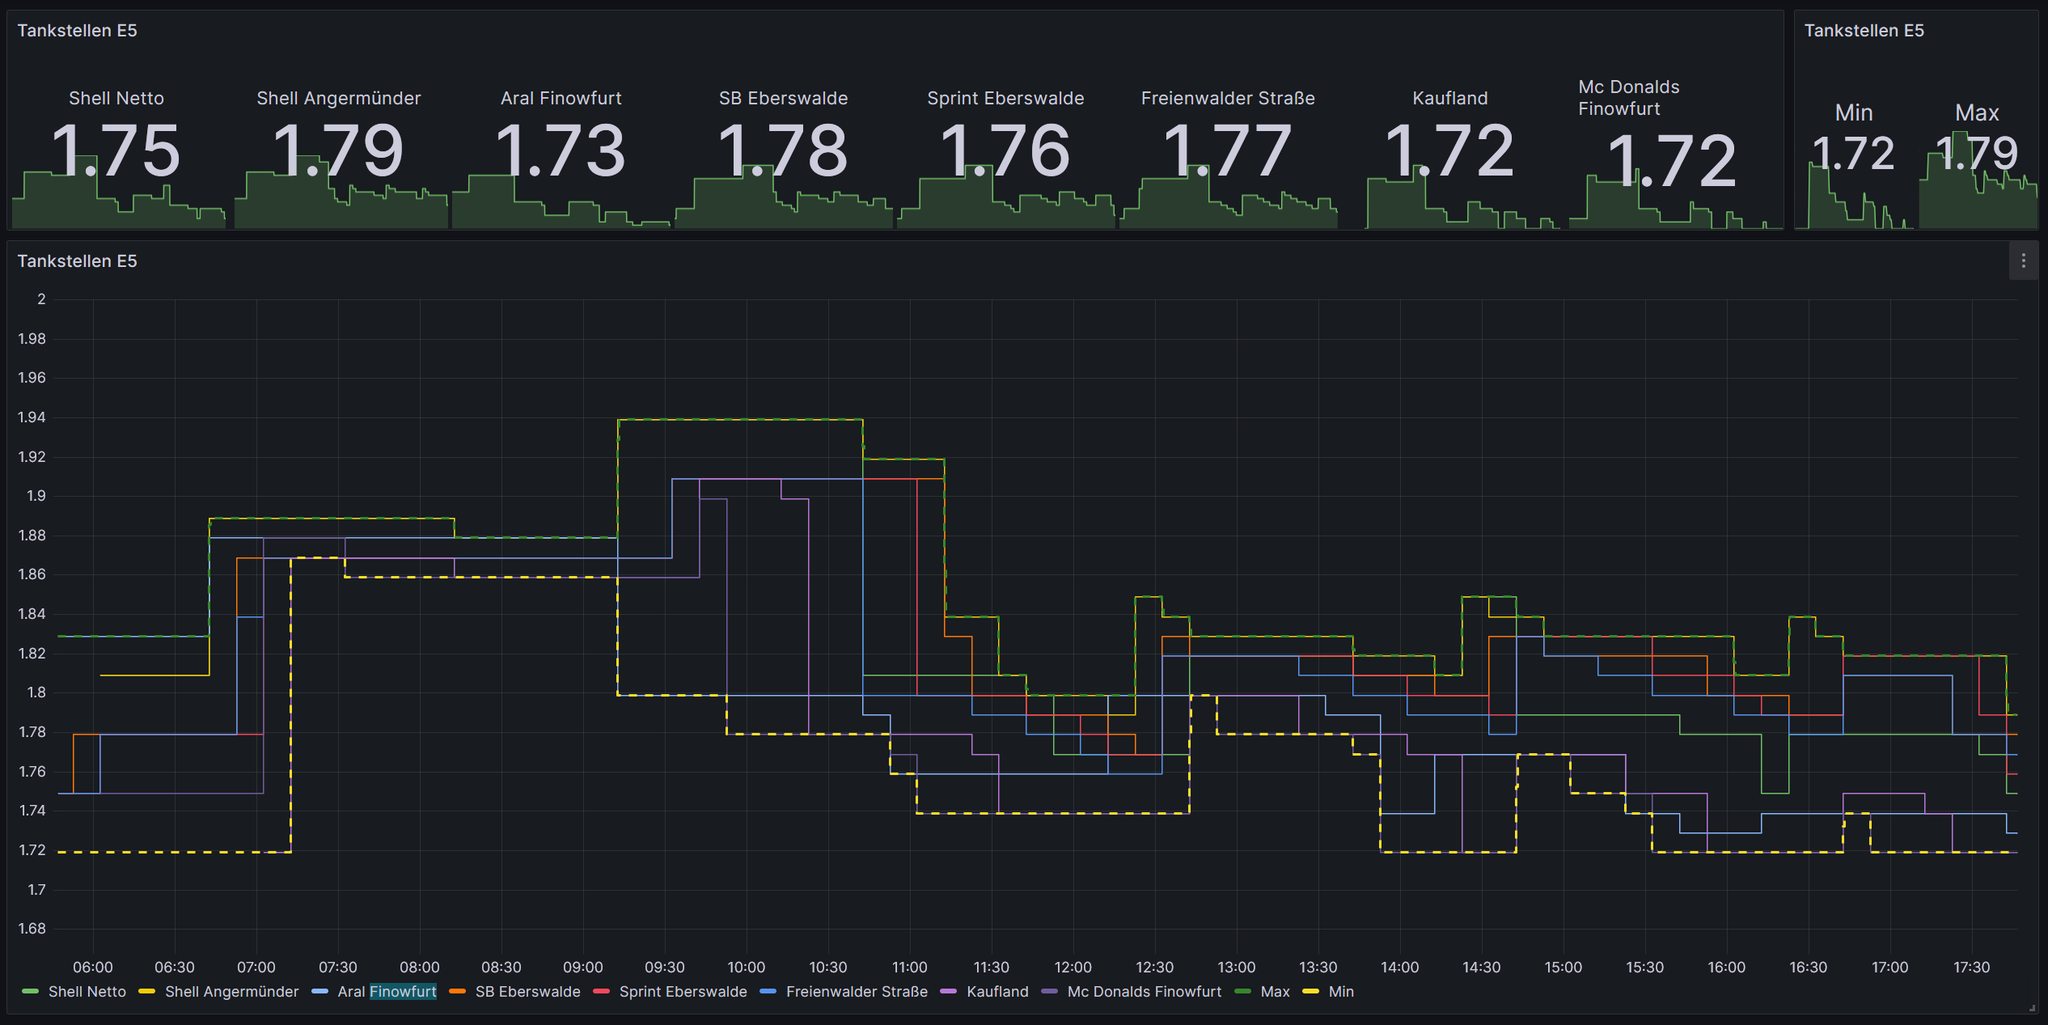 Tankstellen E5
Tankstellen E5
Shell Netto
1.75
Shell Angermünder
1.79
Aral Finowfurt
1.73
SB Eberswalde
1.78
Sprint Eberswalde
1.76
Freienwalder Straße
1.77
Kaufland
1.72
Mc Donalds
Finowfurt
1.72
Min
1.72
Max
1.79
Tankstellen E5
2
1.98
1.96
1.94
1.92
1.9
1.88
1.86
1.84
1.82
1.8
1.78
1.76
1.74
1.72
1.7
1.68
06:00 06:30 07:00 07:30 08:00 08:30 09:00 09:30 10:00 10:30 11:00 11:30 12:00 12:30 13:00 13:30 14:00 14:30 15:00 15:30 16:00 16:30 17:00 17:30
Shell Netto Shell Angermünder Aral Finowfurt SB Eberswalde Sprint Eberswalde Freienwalder Straße Kaufland Mc Donalds Finowfurt Max Min